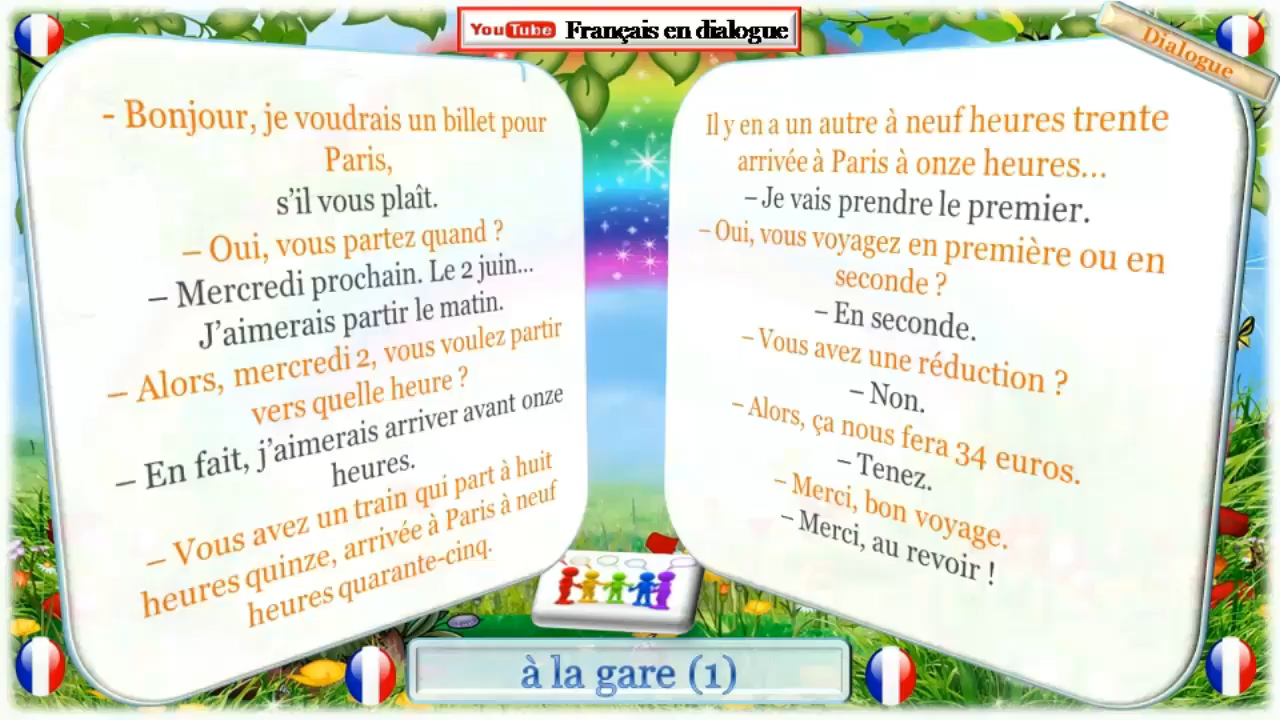 YouTube Français en dialogue
Dialogue
- Bonjour, je voudrais un billet pour
Paris,
s’il vous plaît.
– Oui, vous partez quand ?
– Mercredi prochain. Le 2 juin...
J’aimerais partir le matin.
– Alors, mercredi 2, vous voulez partir
vers quelle heure ?
– En fait, j’aimerais arriver avant onze
heures.
– Vous avez un train qui part à huit
heures quinze, arrivée à Paris à neuf
heures quarante-cinq.
Il y en a un autre à neuf heures trente
arrivée à Paris à onze heures...
– Je vais prendre le premier.
– Oui, vous voyagez en première ou en
seconde ?
– En seconde.
– Vous avez une réduction ?
– Non.
– Alors, ça nous fera 34 euros.
– Tenez.
– Merci, bon voyage.
– Merci, au revoir !
à la gare (1)